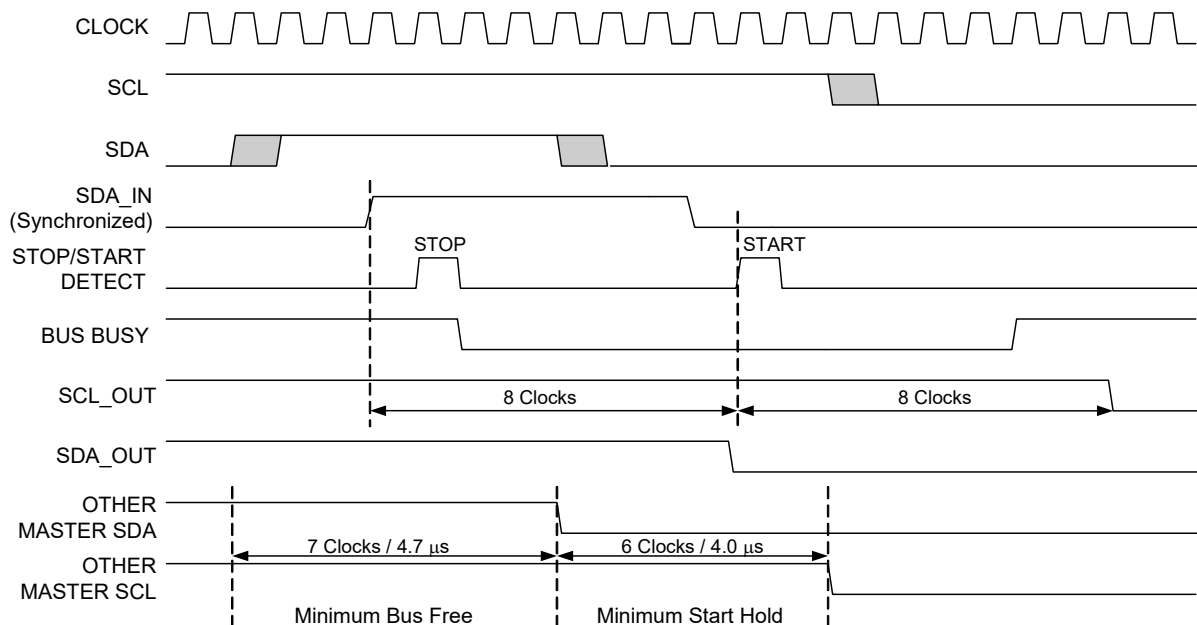 CLOCK
SCL
SDA
SDA_IN
(Synchronized)
STOP/START
DETECT
STOP
START
BUS BUSY
SCL_OUT
8 Clocks
8 Clocks
SDA_OUT
OTHER
MASTER SDA
7 Clocks / 4.7 μs
6 Clocks / 4.0 μs
OTHER
MASTER SCL
Minimum Bus Free
Minimum Start Hold